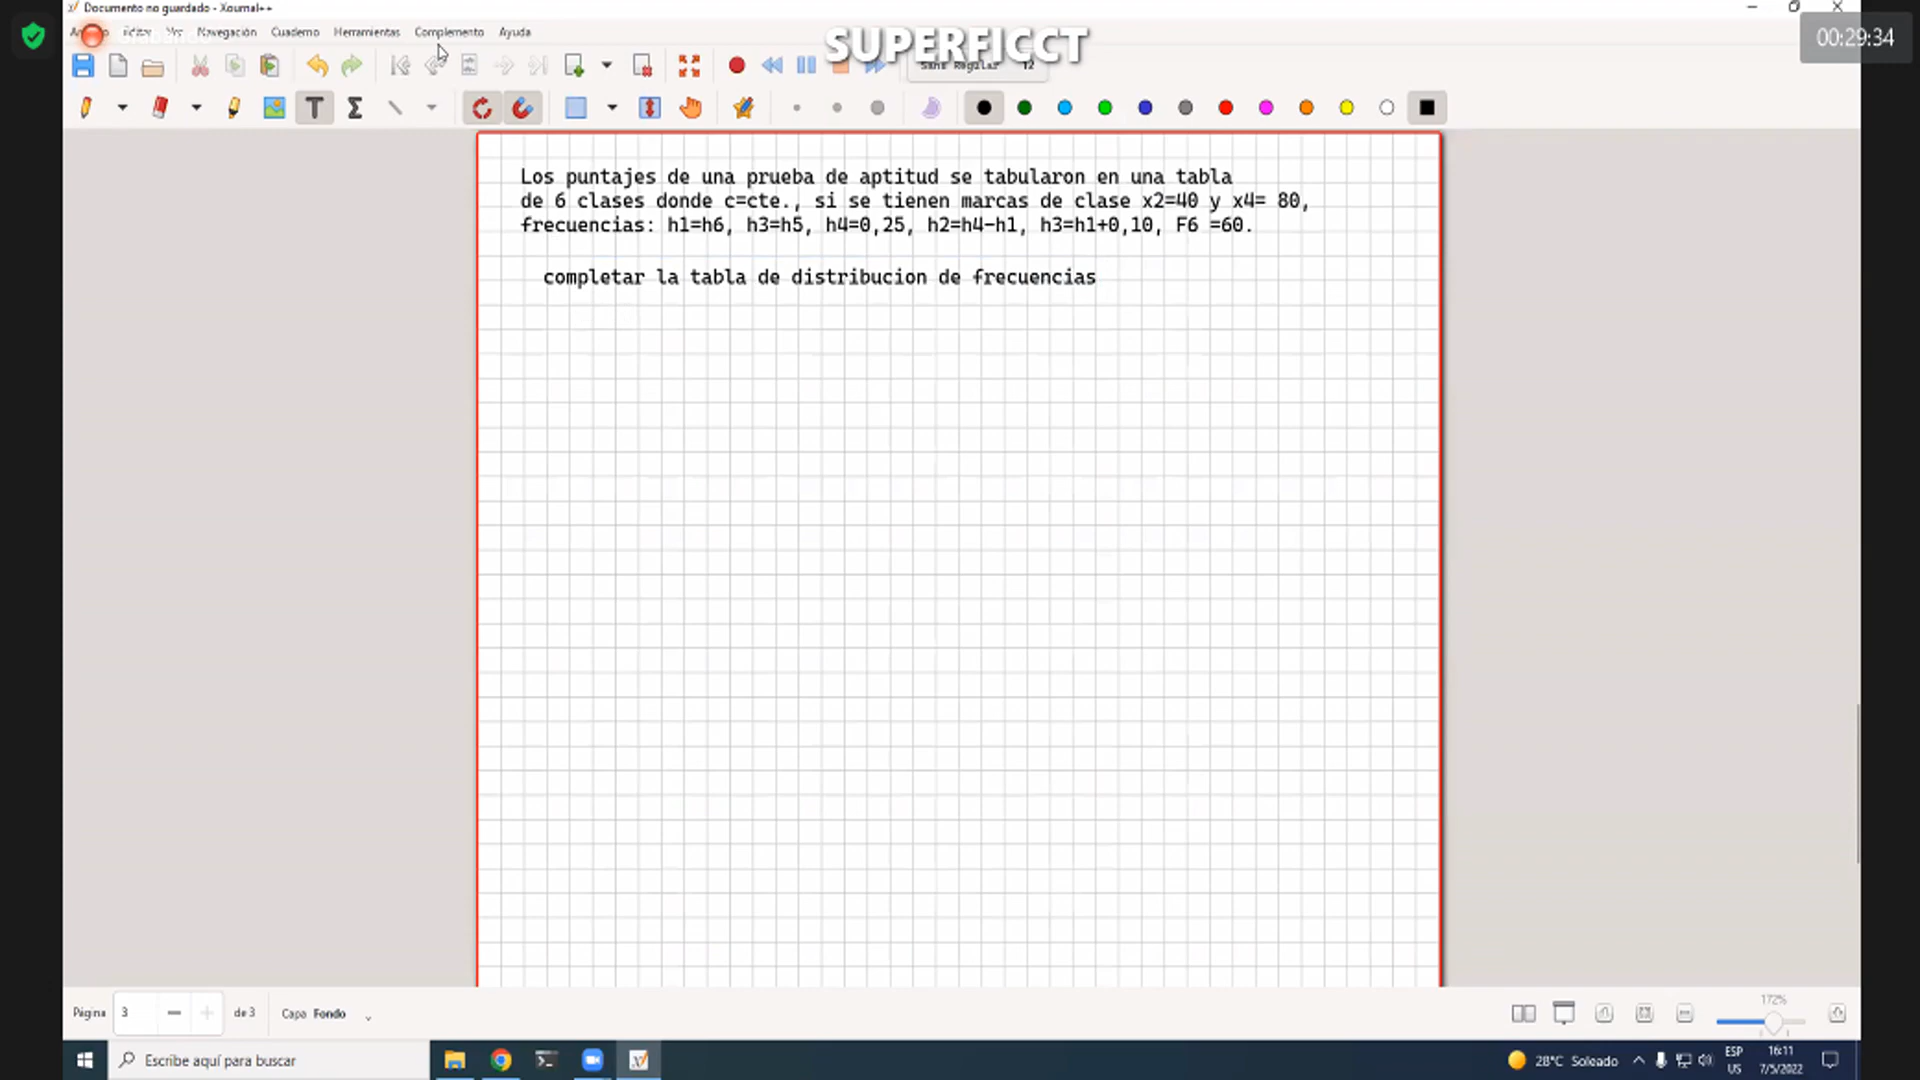 Documento no guardado - Xournal++
Navegación Cuaderno Herramientas Complemento Ayuda
SUPERFICCT
00:29:34
Sans Regular 12
Los puntajes de una prueba de aptitud se tabularon en una tabla
de 6 clases donde c=cte., si se tienen marcas de clase x2=40 y x4= 80,
frecuencias: h1=h6, h3=h5, h4=0,25, h2=h4-h1, h3=h1+0,10, F6 =60.
completar la tabla de distribucion de frecuencias
Página 3 de 3 Capa Fondo
172%
Escribe aquí para buscar
28°C Soleado
ESP
US
16:11
7/5/2022